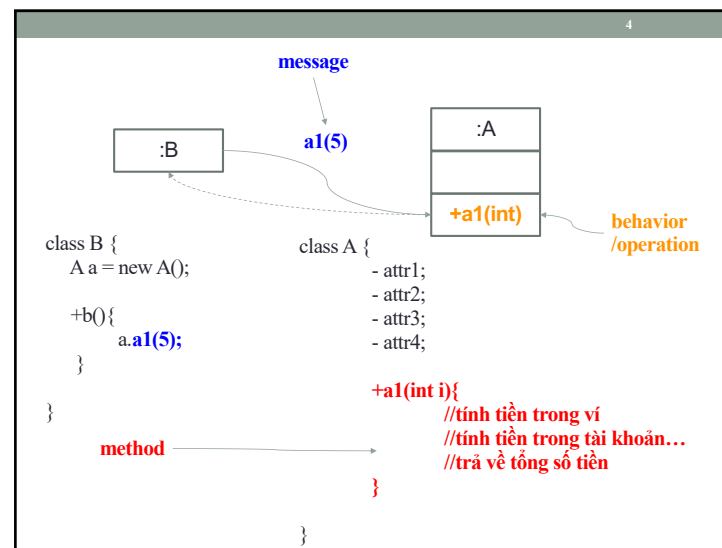 4
message
a1(5)
:B
:A
+a1(int)
behavior
/operation
class B {
A a = new A();
+b(){
a.a1(5);
}
}
class A {
- attr1;
- attr2;
- attr3;
- attr4;
+a1(int i){
//tính tiền trong ví
//tính tiền trong tài khoản…
//trả về tổng số tiền
}
}
method